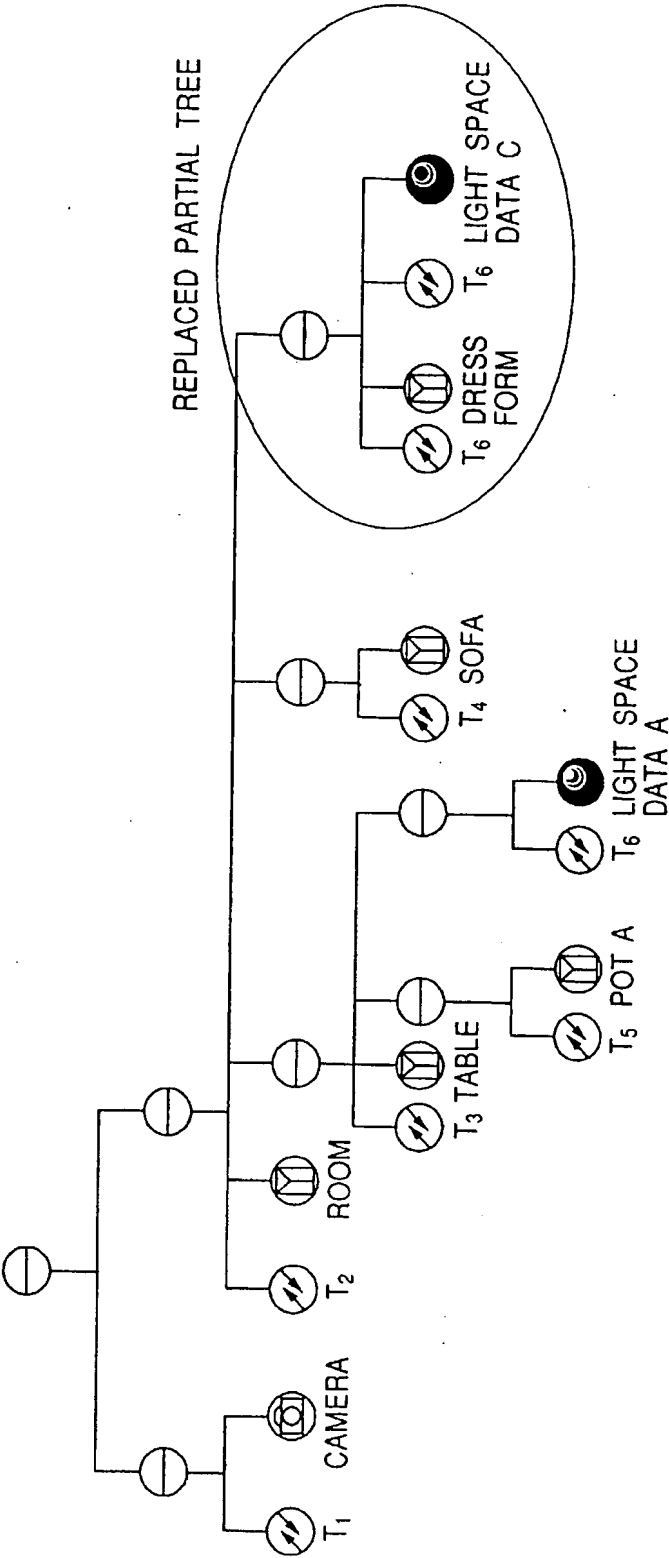 REPLACED PARTIAL TREE
T1
CAMERA
T2
ROOM
T3 TABLE
T4 SOFA
T6 DRESS
FORM
T6 LIGHT SPACE
DATA C
T5 POT A
T6 LIGHT SPACE
DATA A